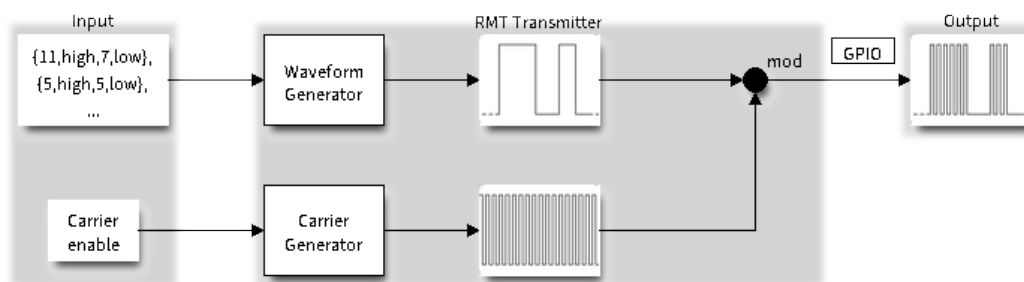 Input
RMT Transmitter
Output
{11,high,7,low},
{5,high,5,low},
...
Waveform
Generator
mod
GPIO
Carrier
enable
Carrier
Generator